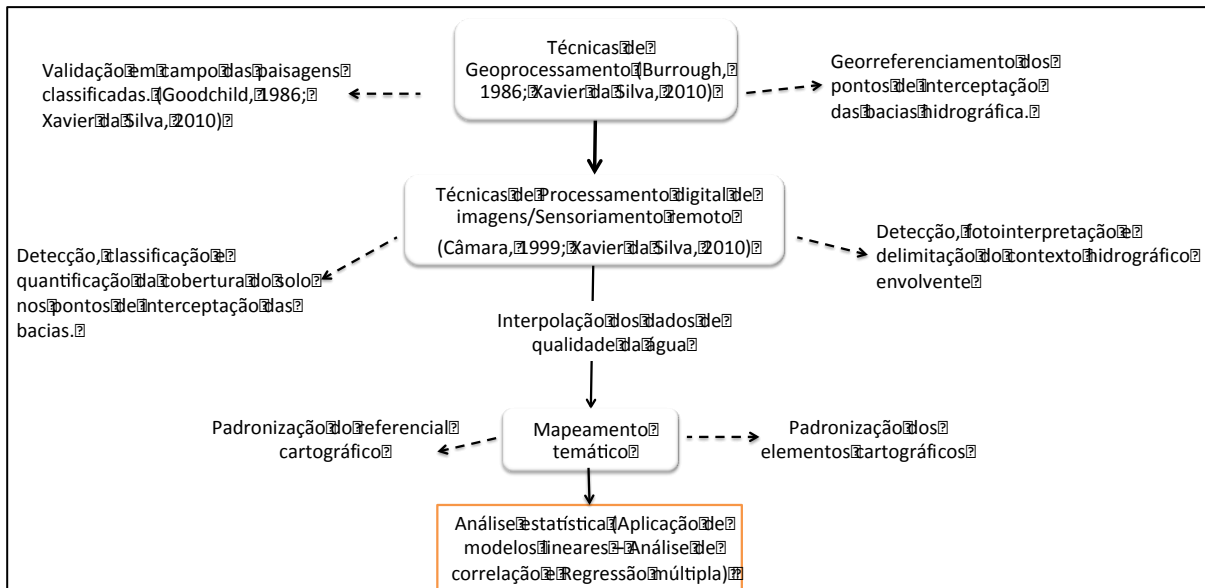 Técnicas de
Geoprocessamento (Burrough,
1986; Xavier da Silva, 2010)
Validação em campo das paisagens
classificadas. (Goodchild, 1986;
Xavier da Silva, 2010)
Georreferenciamento dos
pontos de interceptação
das bacias hidrográfica.
Técnicas de Processamento digital de
imagens/Sensoriamento remoto
(Câmara, 1999; Xavier da Silva, 2010)
Detecção, classificação e
quantificação da cobertura do solo
nos pontos de interceptação das
bacias.
Detecção, fotointerpretação e
delimitação do contexto hidrográfico
envolvente
Interpolação dos dados de
qualidade da água
Padronização do referencial
cartográfico
Mapeamento
temático
Padronização dos
elementos cartográficos
Análise estatística (Aplicação de
modelos lineares – Análise de
correlação e Regressão múltipla)